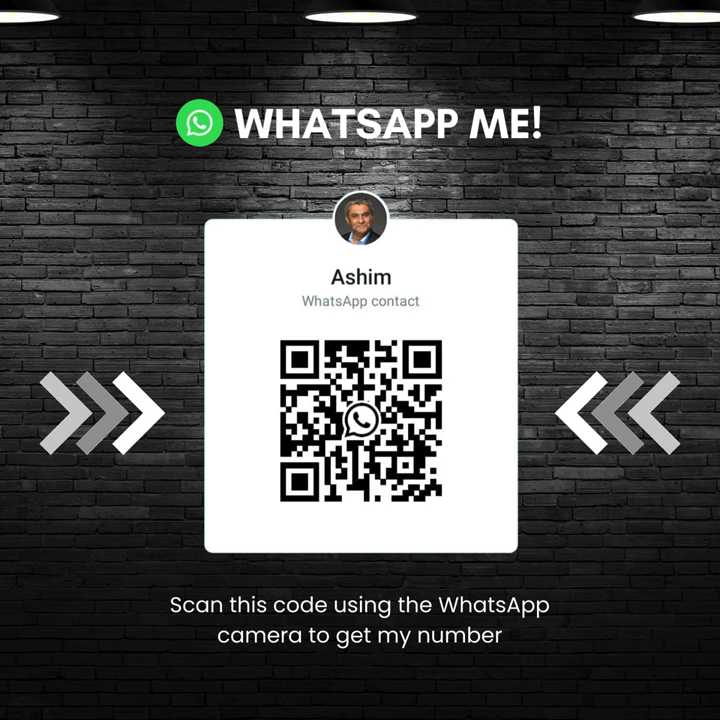 WHATSAPP ME!
Ashim
WhatsApp contact
Scan this code using the WhatsApp
camera to get my number